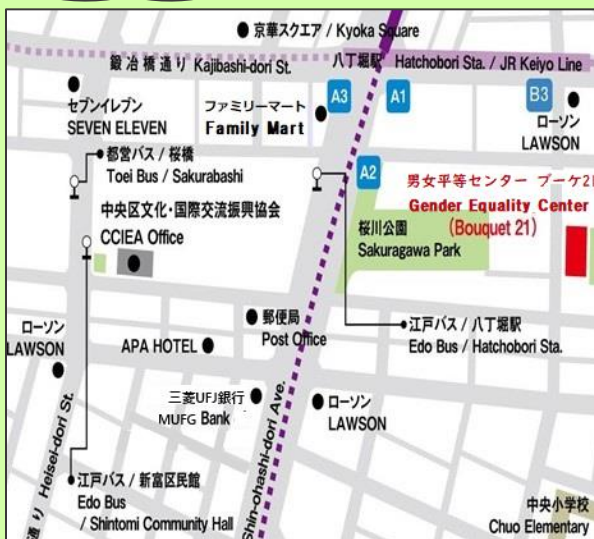 京華スクエア / Kyoka Square
鍛冶橋通り Kajibashi-dori St.
八丁堀駅 Hatchobori Sta. / JR Keiyo Line
セブンイレブン
SEVEN ELEVEN
ファミリーマート
Family Mart
A3
A1
B3
ローソン
LAWSON
都営バス / 桜橋
Toei Bus / Sakurabashi
A2
男女平等センター ブーケ21
Gender Equality Center
(Bouquet 21)
中央区文化・国際交流振興協会
CCIEA Office
桜川公園
Sakuragawa Park
ローソン
LAWSON
郵便局
Post Office
APA HOTEL
江戸バス / 八丁堀駅
Edo Bus / Hatchobori Sta.
三菱UFJ銀行
MUFG Bank
ローソン
LAWSON
通り Heisei-dori St.
Shin-ohashi-dori Ave.
江戸バス / 新富区民館
Edo Bus
/ Shintomi Community Hall
中央小学校
Chuo Elementary